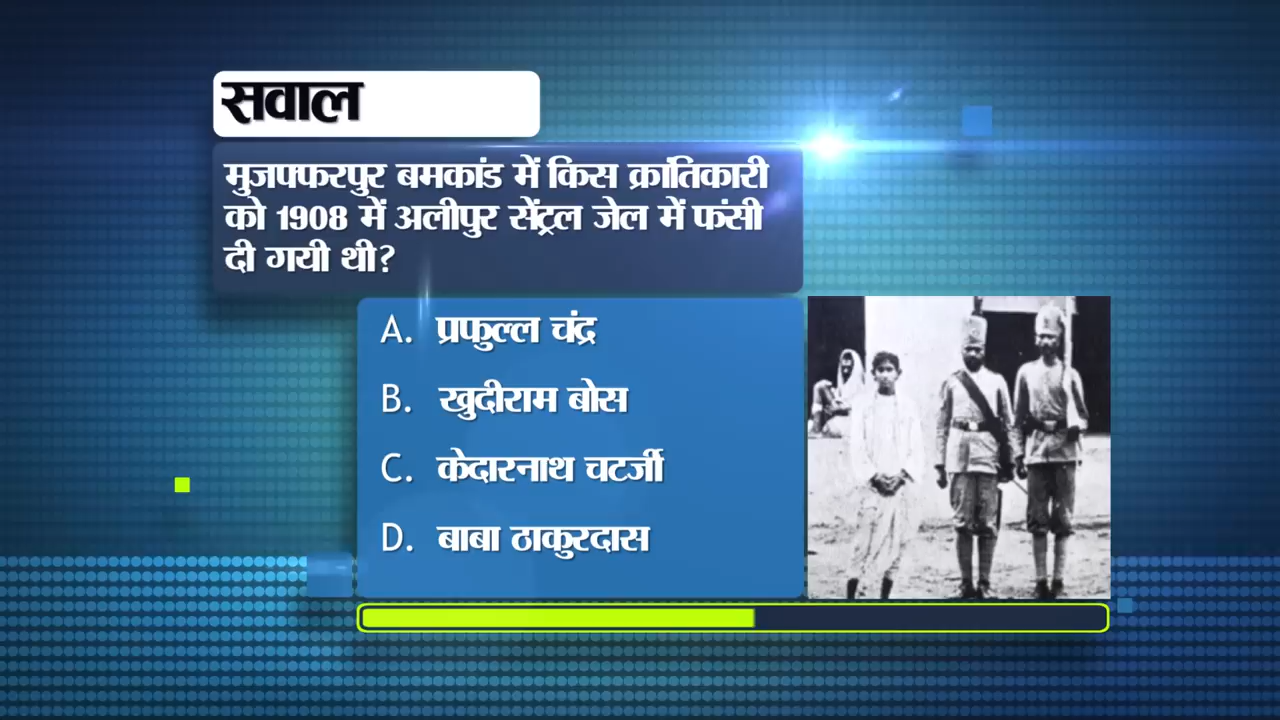 सवाल
मुजफ्फरपुर बमकांड में किस क्रांतिकारी
को 1908 में अलीपुर सेंट्रल जेल में फंसी
दी गयी थी?
A. प्रफुल्ल चंद्र
B. खुदीराम बोस
C. केदारनाथ चटर्जी
D. बाबा ठाकुरदास